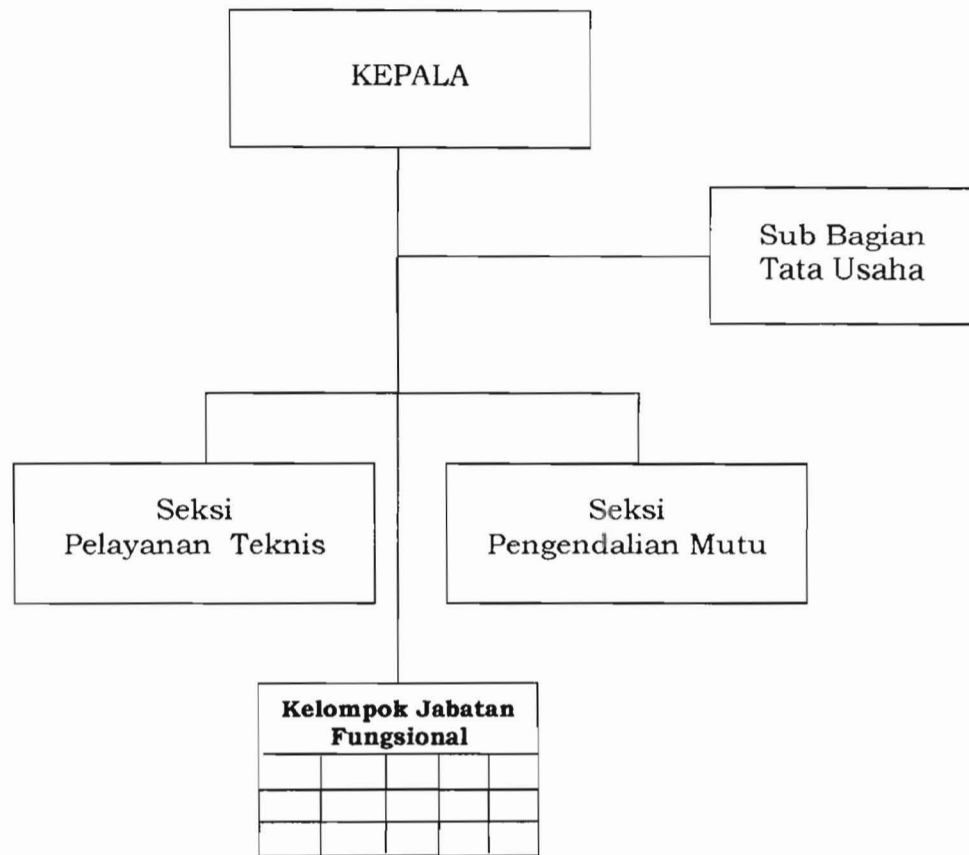 KEPALA
Sub Bagian
Tata Usaha
Seksi
Pelayanan Teknis
Seksi
Pengendalian Mutu
Kelompok Jabatan
Fungsional